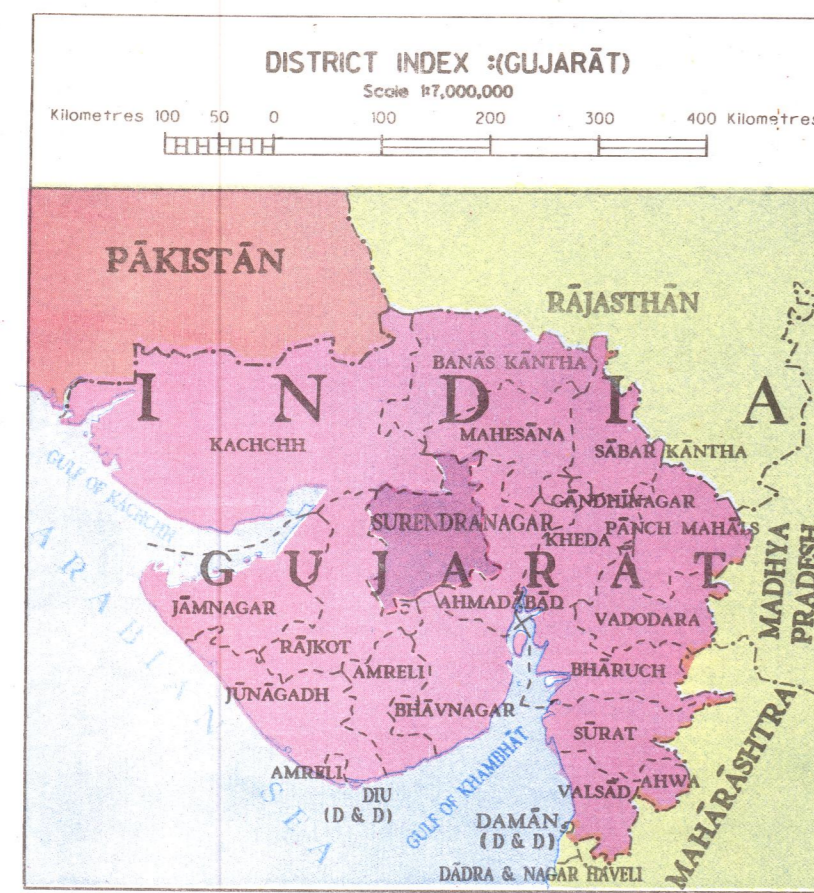 DISTRICT INDEX :(GUJARĀT)
Scale 1:7,000,000
Kilometres 100 50 0 100 200 300 400 Kilometres
PĀKISTĀN
RĀJASTHĀN
BANĀS KĀNTHA
I N D I A
MAHESĀNA
KACHCHH
SĀBAR KĀNTHA
GULF OF KACHCHH
GĀNDHĪNAGAR
SURENDRANAGAR
PĀNCH MAHĀLS
KHEDA
MADHYA
PRADESH
G U J A R Ā T
ARABIAN SEA
JĀMNAGAR
AHMADĀBĀD
VADODARA
RĀJKOT
AMRELI
BHĀRUCH
JŪNĀGADH
BHĀVNAGAR
SŪRAT
MAHĀRĀSHTRA
GULF OF KHAMBHĀT
AMRELI
DIU
(D & D)
VALSĀD
AHWA
DAMĀN
(D & D)
DĀDRA & NAGAR HAVELI